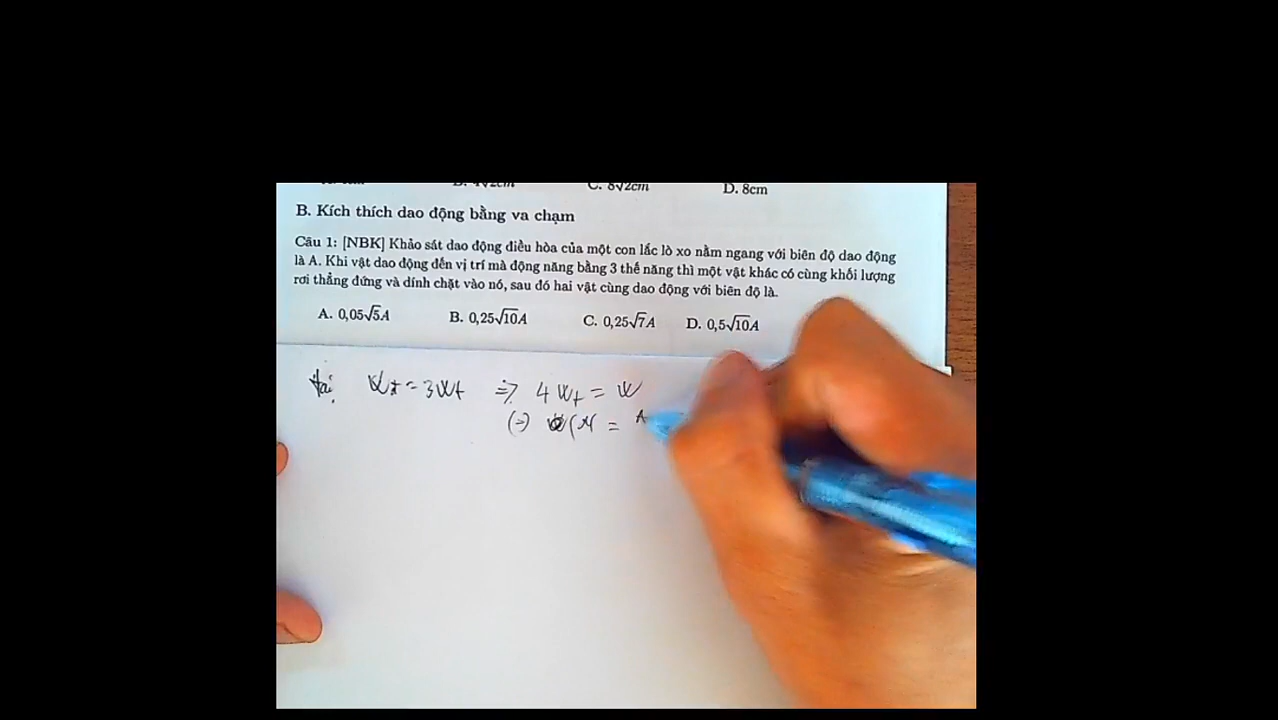 C. 8√2cm D. 8cm
B. Kích thích dao động bằng va chạm
Câu 1: [NBK] Khảo sát dao động điều hòa của một con lắc lò xo nằm ngang với biên độ dao động
là A. Khi vật dao động đến vị trí mà động năng bằng 3 thế năng thì một vật khác có cùng khối lượng
rơi thẳng đứng và dính chặt vào nó, sau đó hai vật cùng dao động với biên độ là.
A. 0,05√5A B. 0,25√10A C. 0,25√7A D. 0,5√10A
tại Wđ = 3Wt => 4Wt = W
(=) = A